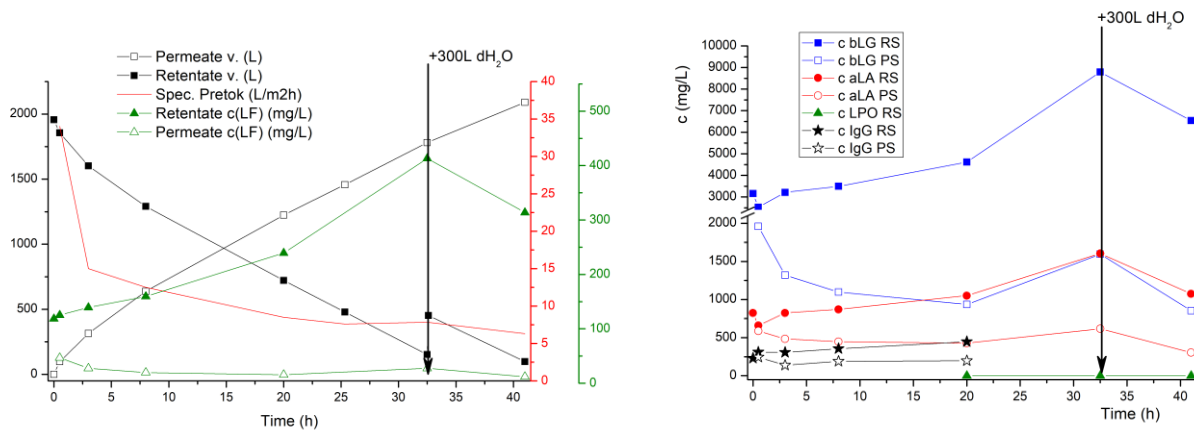 +300L dH2O
Permeate v. (L)
Retentate v. (L)
Spec. Pretok (L/m2h)
Retentate c(LF) (mg/L)
Permeate c(LF) (mg/L)
2000
1500
1000
500
0
40
35
30
25
20
15
10
5
0
500
400
300
200
100
0
0 5 10 15 20 25 30 35 40
Time (h)
+300L dH2O
c bLG RS
c bLG PS
c aLA RS
c aLA PS
c LPO RS
c IgG RS
c IgG PS
c (mg/L)
10000
9000
8000
7000
6000
5000
4000
3000
2000
1500
1000
500
0
0 5 10 15 20 25 30 35 40
Time (h)